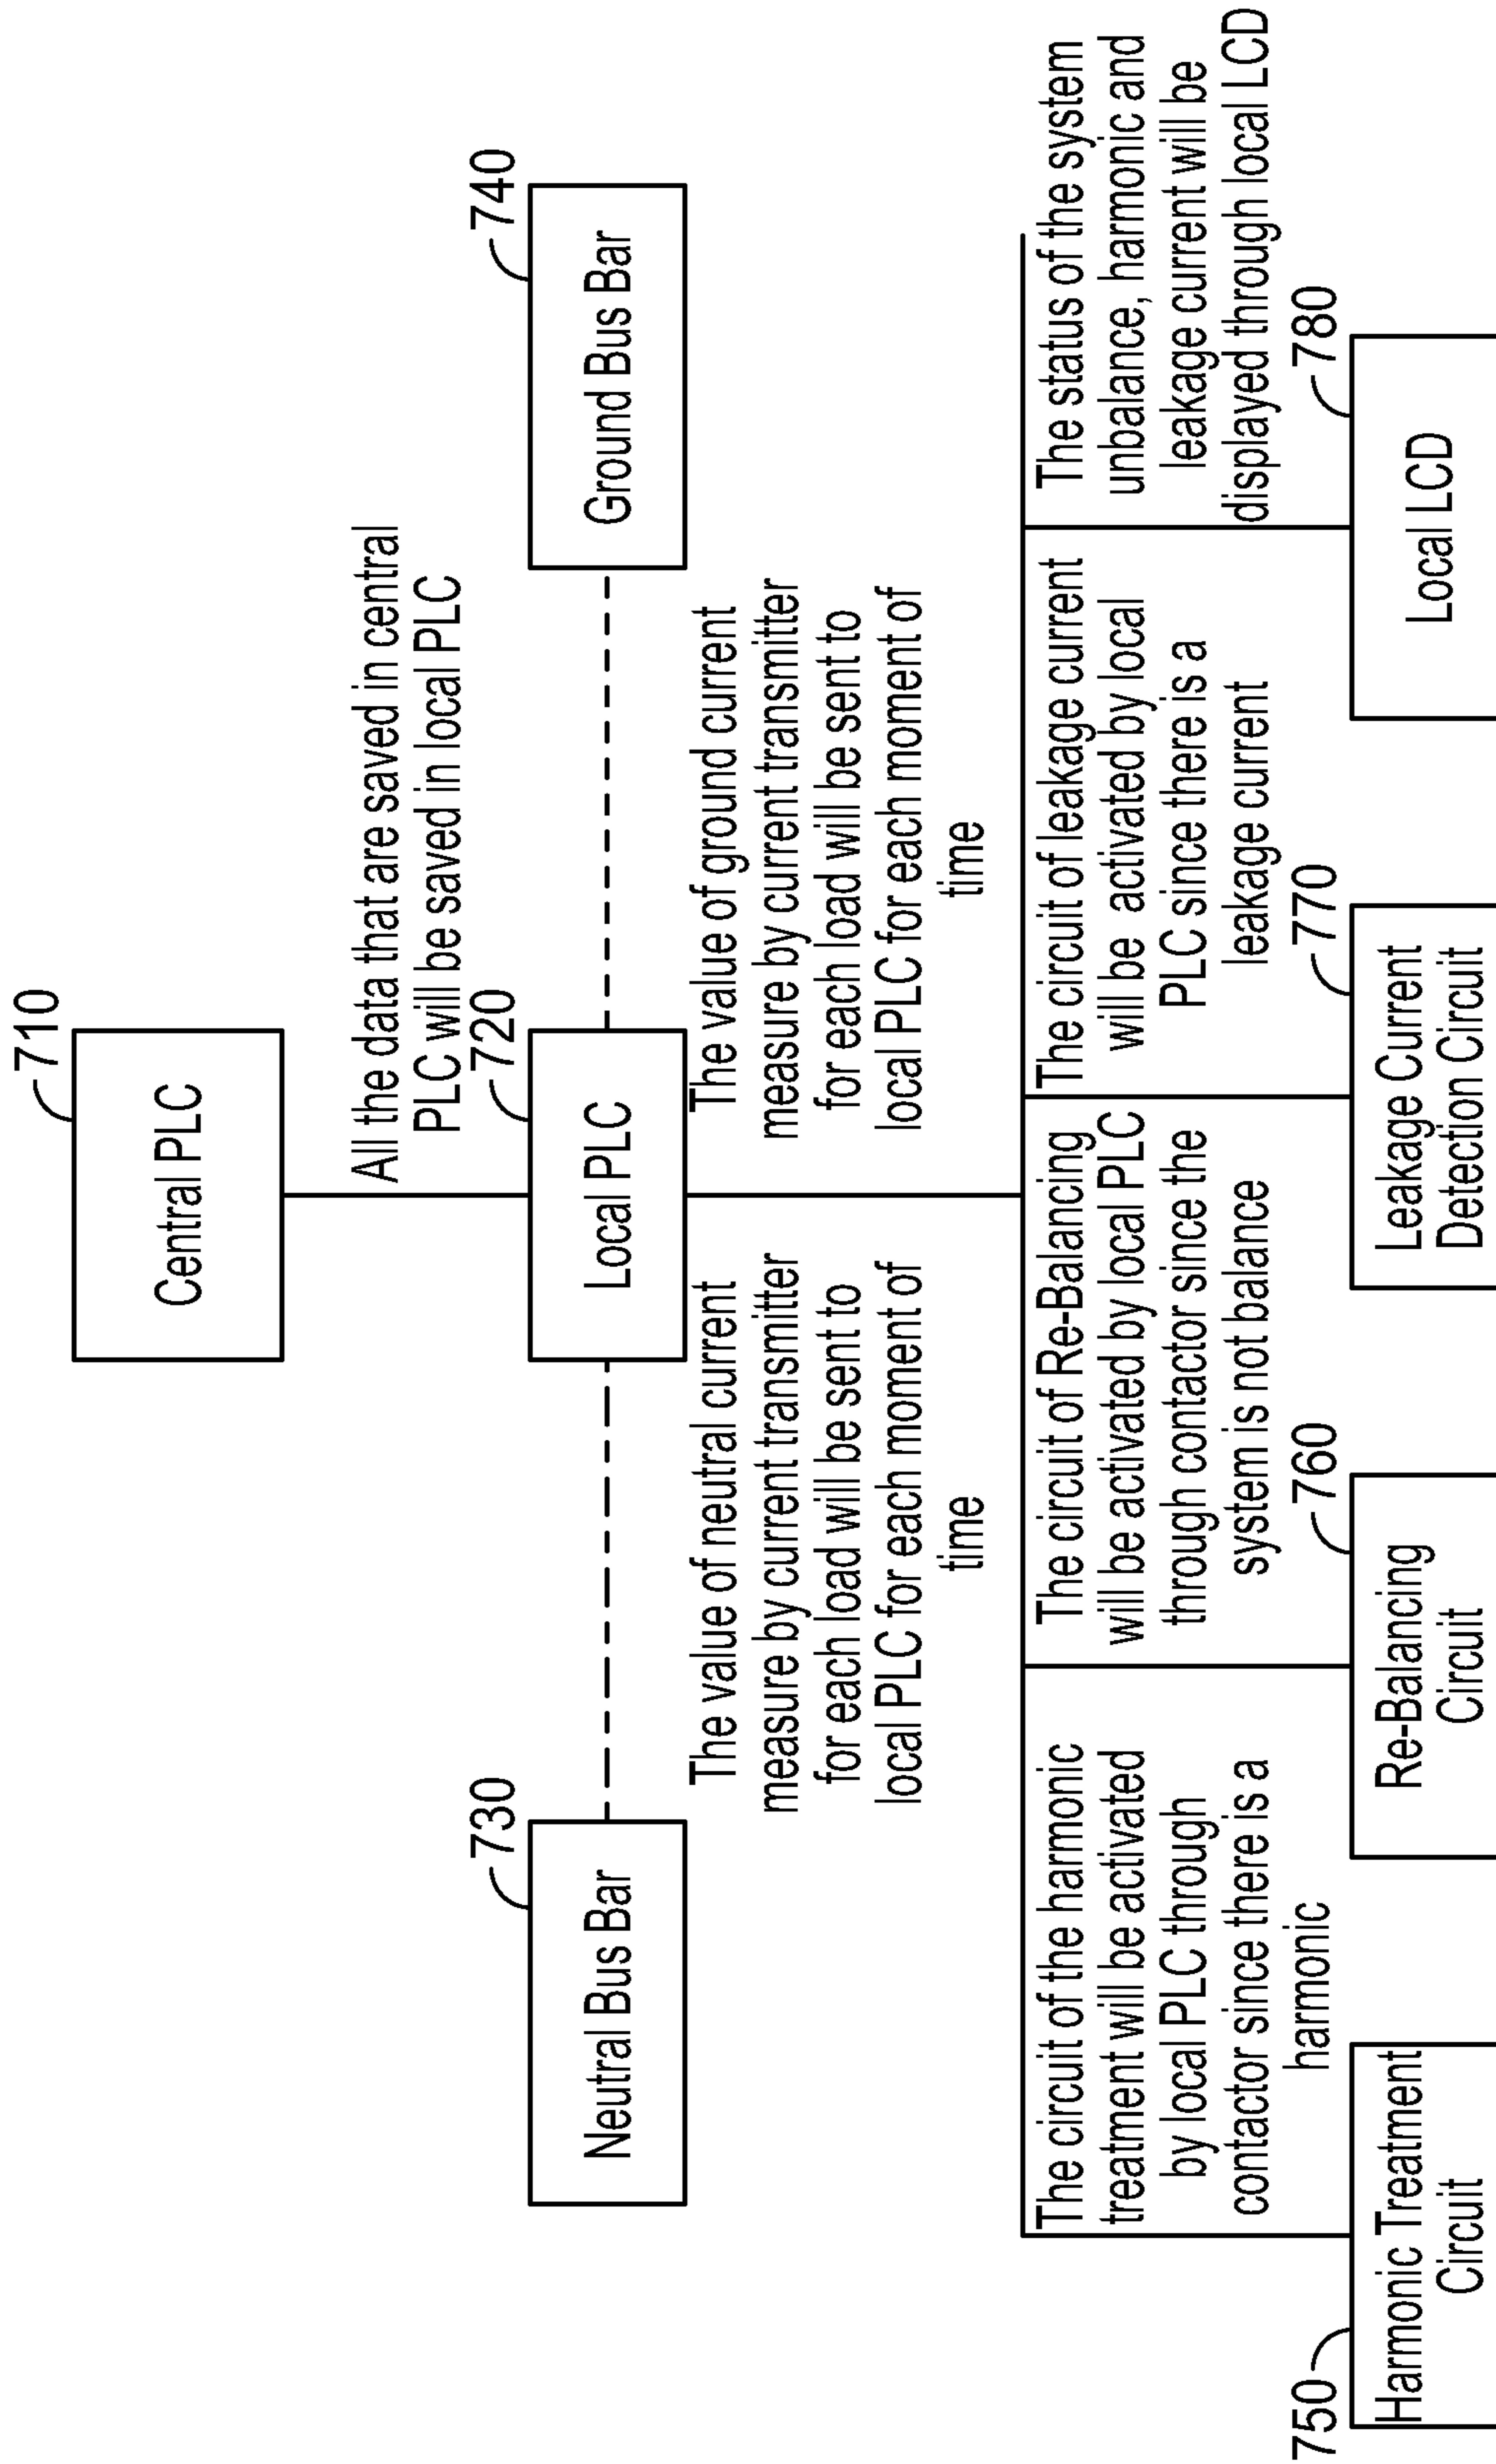 710
Central PLC
All the data that are saved in central
PLC will be saved in local PLC
730
Neutral Bus Bar
720
Local PLC
740
Ground Bus Bar
The value of neutral current
measure by current transmitter
for each load will be sent to
local PLC for each moment of
time
The value of ground current
measure by current transmitter
for each load will be sent to
local PLC for each moment of
time
The circuit of the harmonic
treatment will be activated
by local PLC through
contactor since there is a
harmonic
The circuit of Re-Balancing
will be activated by local PLC
through contactor since the
system is not balance
The circuit of leakage current
will be activated by local
PLC since there is a
leakage current
The status of the system
unbalance, harmonic and
leakage current will be
displayed through local LCD
750
Harmonic Treatment
Circuit
760
Re-Balancing
Circuit
770
Leakage Current
Detection Circuit
780
Local LCD